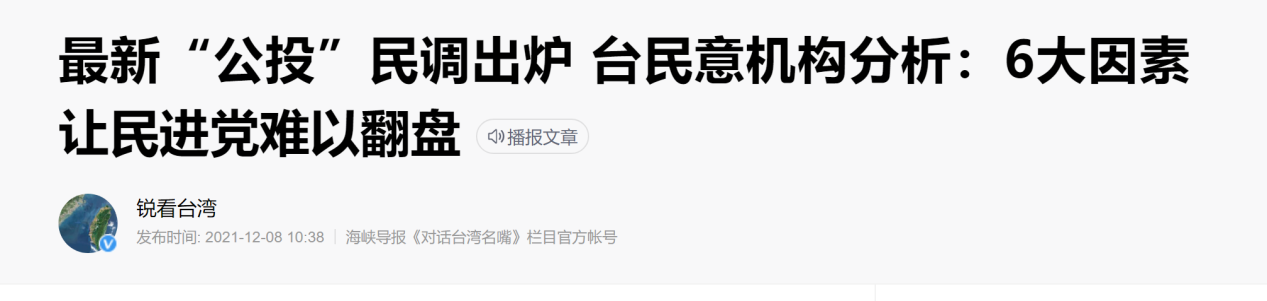 最新“公投”民调出炉 台民意机构分析：6大因素
让民进党难以翻盘 播报文章
锐看台湾
发布时间: 2021-12-08 10:38 海峡导报《对话台湾名嘴》栏目官方帐号